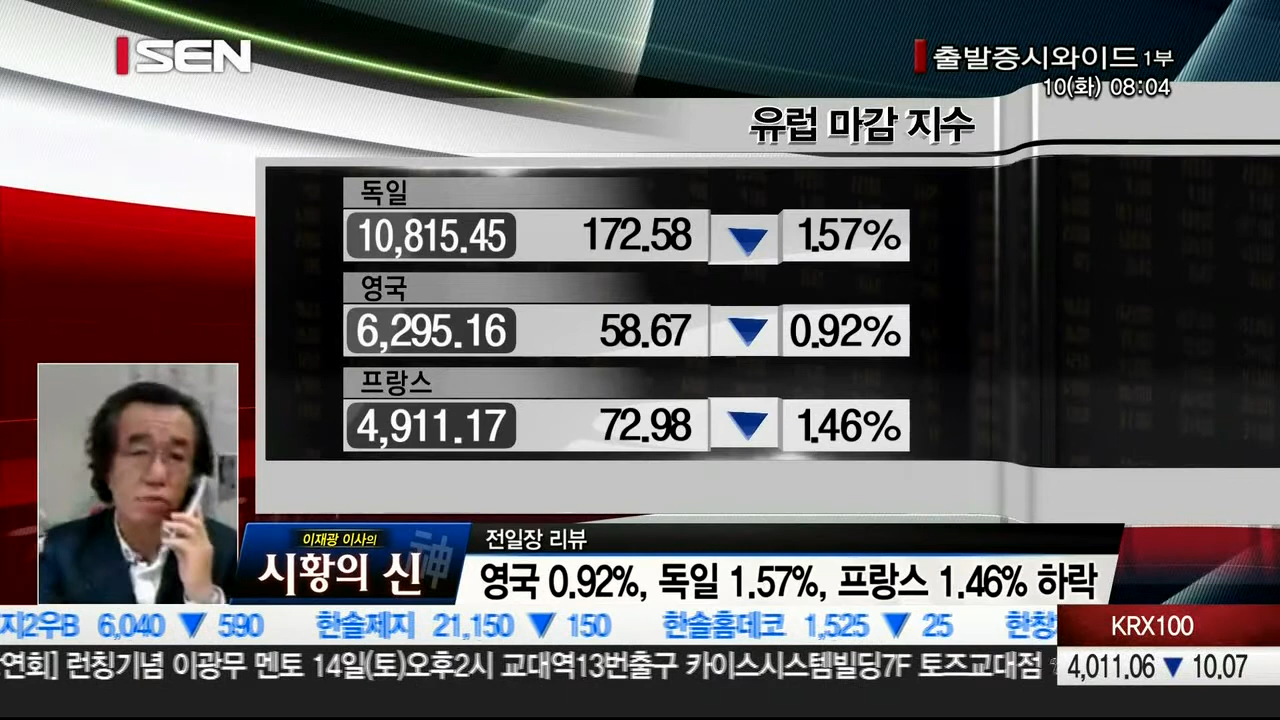 SEN
출발증시와이드 1부
10(화) 08:04
유럽 마감 지수
독일
10,815.45 172.58 ▼ 1.57%
영국
6,295.16 58.67 ▼ 0.92%
프랑스
4,911.17 72.98 ▼ 1.46%
이재광 이사의
시황의 신
神
전일장 리뷰
영국 0.92%, 독일 1.57%, 프랑스 1.46% 하락
지2우B 6,040 ▼ 590 한솔제지 21,150 ▼ 150 한솔홈데코 1,525 ▼ 25 한창
KRX100
연회] 런칭기념 이광무 멘토 14일(토)오후2시 교대역13번출구 카이스시스템빌딩7F 토즈교대점
4,011.06 ▼ 10.07